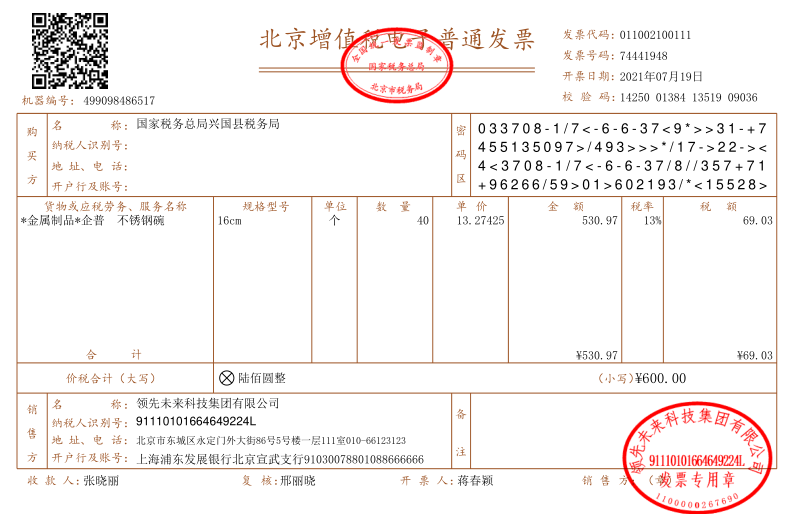 北京增值税电子普通发票
全国统一发票监制章
国家税务总局
北京市税务局
发票代码: 011002100111
发票号码: 74441948
开票日期: 2021年07月19日
校 验 码: 14250 01384 13519 09036
机器编号: 499098486517
购买方
名 称: 国家税务总局兴国县税务局
纳税人识别号:
地 址、电 话:
开户行及账号:
密码区
033708-1/7<-6-6-37<9*>>31-+7
455135097>/493>>>*/17->22-><
4<3708-1/7<-6-6-37/8//357+71
+96266/59>01>602193/*<15528>
货物或应税劳务、服务名称 规格型号 单位 数 量 单 价 金 额 税率 税 额
*金属制品*企普 不锈钢碗 16cm 个 40 13.27425 530.97 13% 69.03
合 计 ¥530.97 ¥69.03
价税合计（大写） ⊗陆佰圆整 （小写）¥600.00
销售方
名 称: 领先未来科技集团有限公司
纳税人识别号: 91110101664649224L
地 址、电 话: 北京市东城区永定门外大街86号5号楼一层111室010-66123123
开户行及账号: 上海浦东发展银行北京宣武支行91030078801088666666
备注
收 款 人: 张晓丽 复 核: 邢丽晓 开 票 人: 蒋春颖 销 售 方: （章）
领先未来科技集团有限公司
91110101664649224L
发票专用章
1100000267690